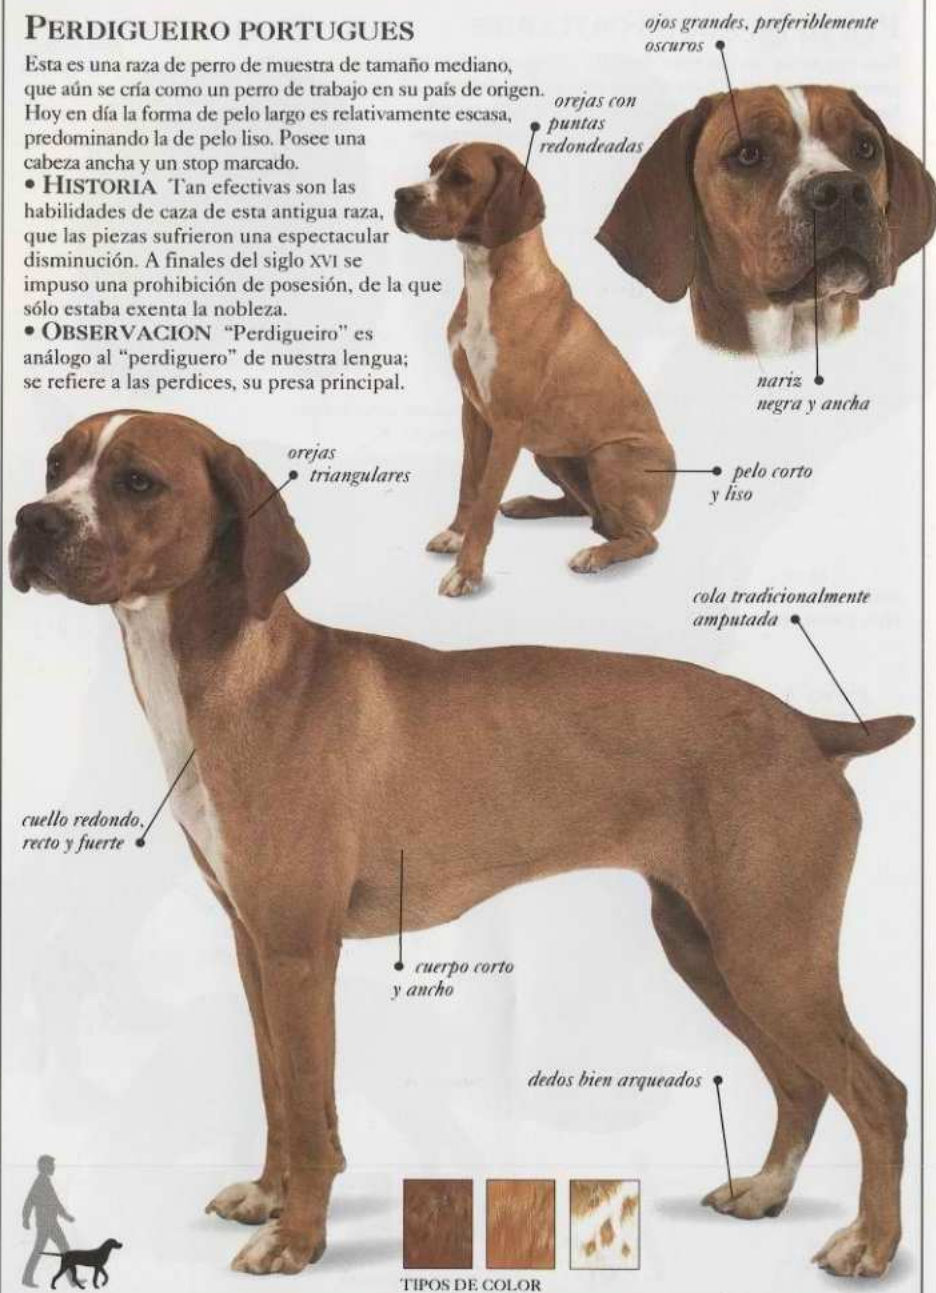 PERDIGUEIRO PORTUGUES
Esta es una raza de perro de muestra de tamaño mediano,
que aún se cría como un perro de trabajo en su país de origen.
Hoy en día la forma de pelo largo es relativamente escasa,
predominando la de pelo liso. Posee una
cabeza ancha y un stop marcado.
• HISTORIA Tan efectivas son las
habilidades de caza de esta antigua raza,
que las piezas sufrieron una espectacular
disminución. A finales del siglo XVI se
impuso una prohibición de posesión, de la que
sólo estaba exenta la nobleza.
• OBSERVACION "Perdigueiro" es
análogo al "perdiguero" de nuestra lengua;
se refiere a las perdices, su presa principal.
ojos grandes, preferiblemente
oscuros
orejas con
puntas
redondeadas
nariz
negra y ancha
orejas
triangulares
pelo corto
y liso
cola tradicionalmente
amputada
cuello redondo,
recto y fuerte
cuerpo corto
y ancho
dedos bien arqueados
TIPOS DE COLOR